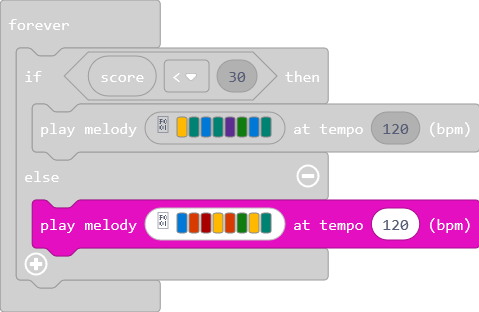 forever
if score < 30 then
play melody at tempo 120 (bpm)
else
play melody at tempo 120 (bpm)